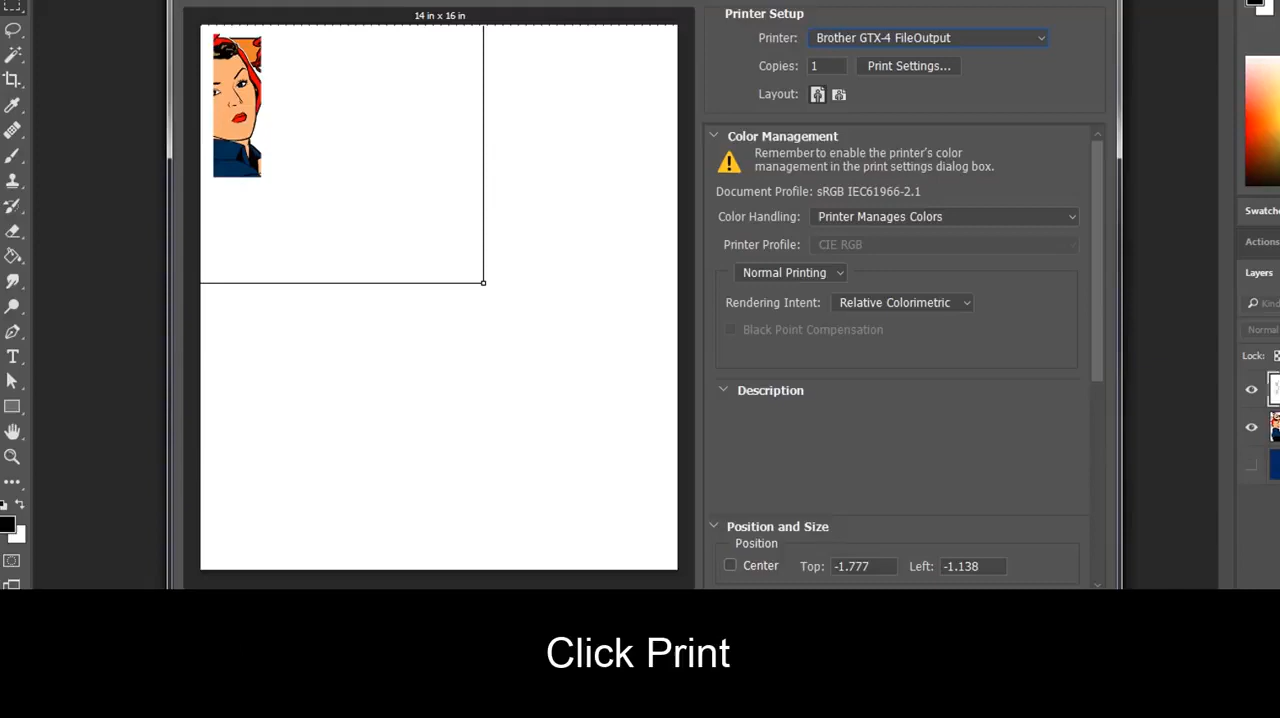 14 in x 16 in
Printer Setup
Printer: Brother GTX-4 FileOutput
Copies: 1 Print Settings...
Layout:
Color Management
Remember to enable the printer's color
management in the print settings dialog box.
Document Profile: sRGB IEC61966-2.1
Color Handling: Printer Manages Colors
Printer Profile: CIE RGB
Normal Printing
Rendering Intent: Relative Colorimetric
Black Point Compensation
Description
Position and Size
Position
Center Top: -1.777 Left: -1.138
Swatche
Actions
Layers
Kind
Normal
Lock:
T
Click Print